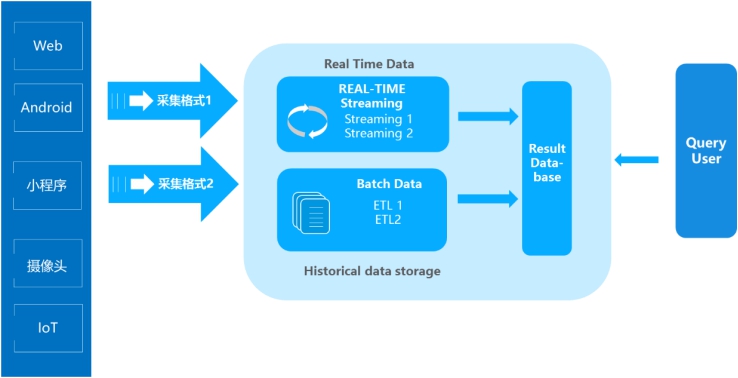 Web
Android
小程序
摄像头
IoT
采集格式1
采集格式2
Real Time Data
REAL-TIME
Streaming
Streaming 1
Streaming 2
Batch Data
ETL 1
ETL2
Historical data storage
Result
Data-
base
Query
User